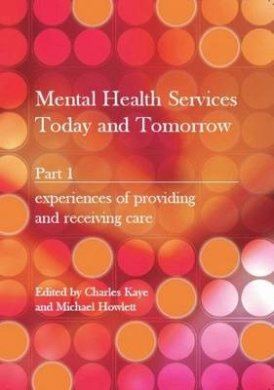 Mental Health Services
Today and Tomorrow
Part 1
experiences of providing
and receiving care
Edited by Charles Kaye
and Michael Howlett